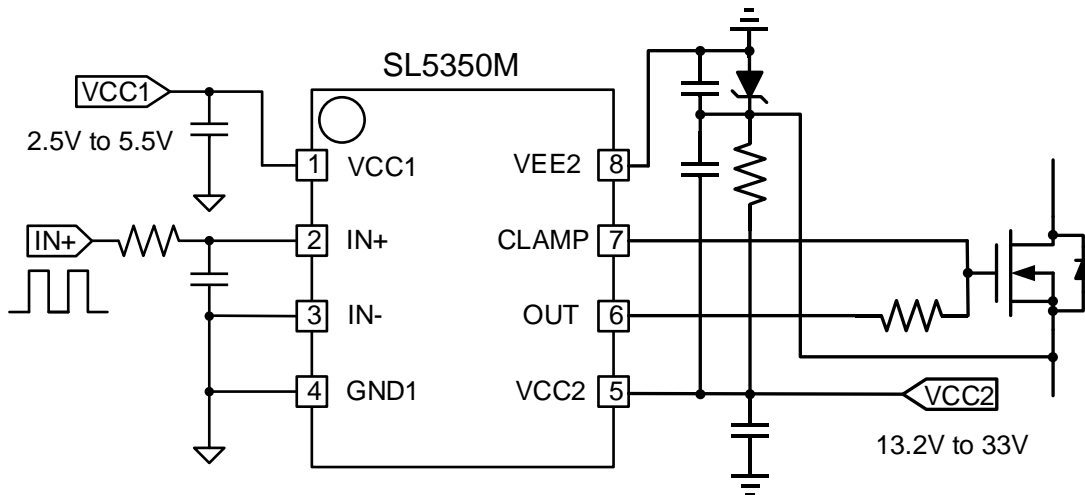 SL5350M
VCC1
2.5V to 5.5V
1 VCC1
VEE2 8
IN+
2 IN+
CLAMP 7
3 IN-
OUT 6
4 GND1
VCC2 5
VCC2
13.2V to 33V